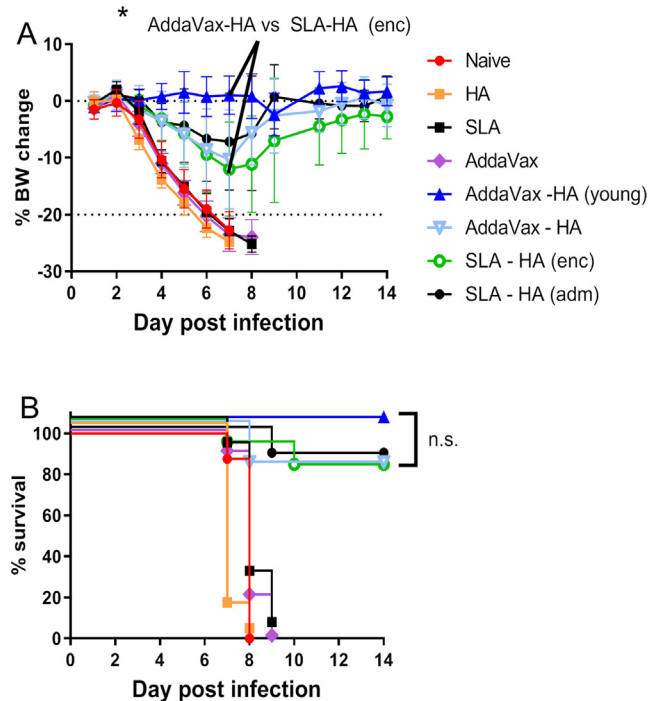 * AddaVax-HA vs SLA-HA (enc)
A
10
0
-10
-20
-30
% BW change
0 2 4 6 8 10 12 14
Day post infection
Naive
HA
SLA
AddaVax
AddaVax -HA (young)
AddaVax - HA
SLA - HA (enc)
SLA - HA (adm)
B
100
80
60
40
20
0
% survival
0 2 4 6 8 10 12 14
Day post infection
n.s.